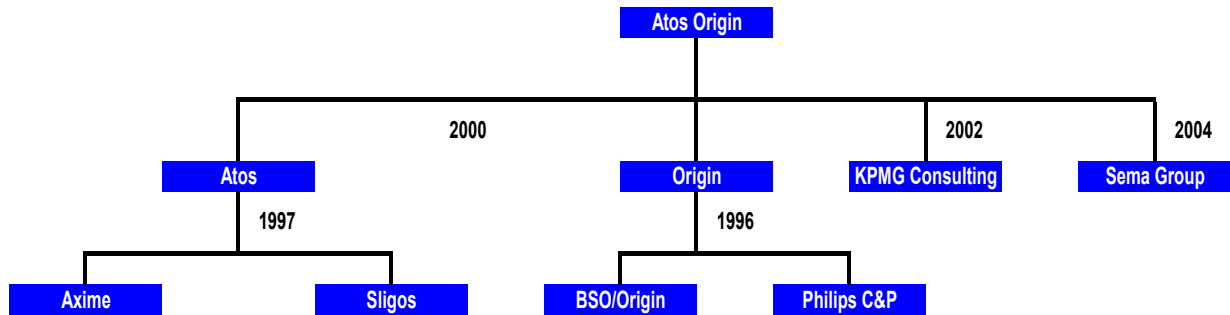 Atos Origin
2000
2002
2004
Atos
Origin
KPMG Consulting
Sema Group
1997
1996
Axime
Sligos
BSO/Origin
Philips C&P